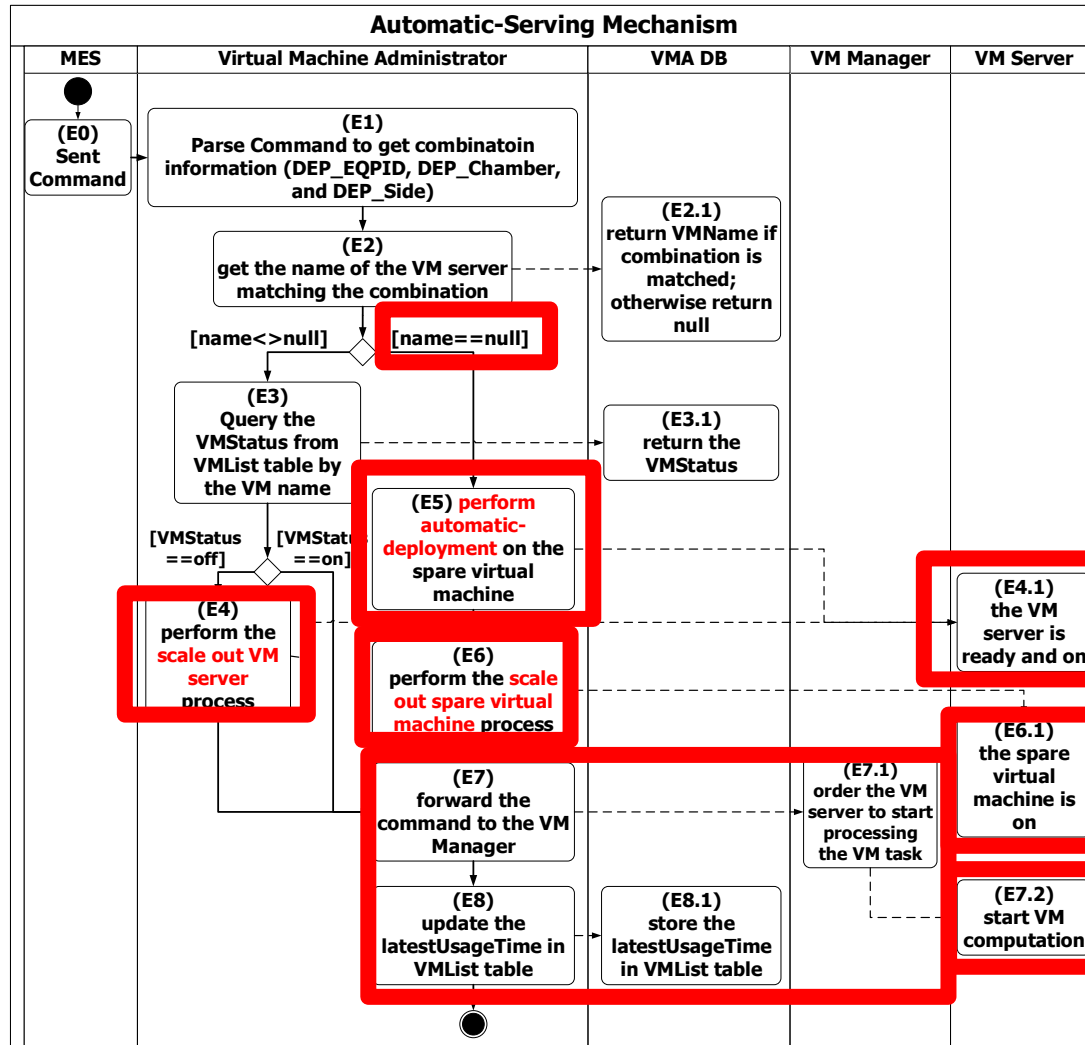 Automatic-Serving Mechanism
MES
Virtual Machine Administrator
VMA DB
VM Manager
VM Server
(E0)
Sent
Command
(E1)
Parse Command to get combinatoin
information (DEP_EQPID, DEP_Chamber,
and DEP_Side)
(E2)
get the name of the VM server
matching the combination
(E2.1)
return VMName if
combination is
matched;
otherwise return
null
[name<>null]
[name==null]
(E3)
Query the
VMStatus from
VMList table by
the VM name
(E3.1)
return the
VMStatus
[VMStatus
==off]
[VMStatus
==on]
(E5) perform
automatic-
deployment on the
spare virtual
machine
(E4)
perform the
scale out VM
server
process
(E4.1)
the VM
server is
ready and on
(E6)
perform the scale
out spare virtual
machine process
(E6.1)
the spare
virtual
machine is
on
(E7)
forward the
command to the VM
Manager
(E7.1)
order the VM
server to start
processing
the VM task
(E7.2)
start VM
computation
(E8)
update the
latestUsageTime in
VMList table
(E8.1)
store the
latestUsageTime
in VMList table